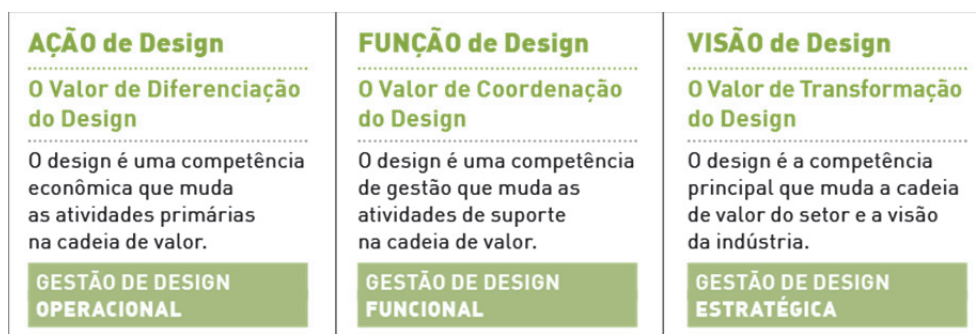 AÇÃO de Design
O Valor de Diferenciação
do Design
O design é uma competência
econômica que muda
as atividades primárias
na cadeia de valor.
GESTÃO DE DESIGN
OPERACIONAL
FUNÇÃO de Design
O Valor de Coordenação
do Design
O design é uma competência
de gestão que muda as
atividades de suporte
na cadeia de valor.
GESTÃO DE DESIGN
FUNCIONAL
VISÃO de Design
O Valor de Transformação
do Design
O design é a competência
principal que muda a cadeia
de valor do setor e a visão
da indústria.
GESTÃO DE DESIGN
ESTRATÉGICA